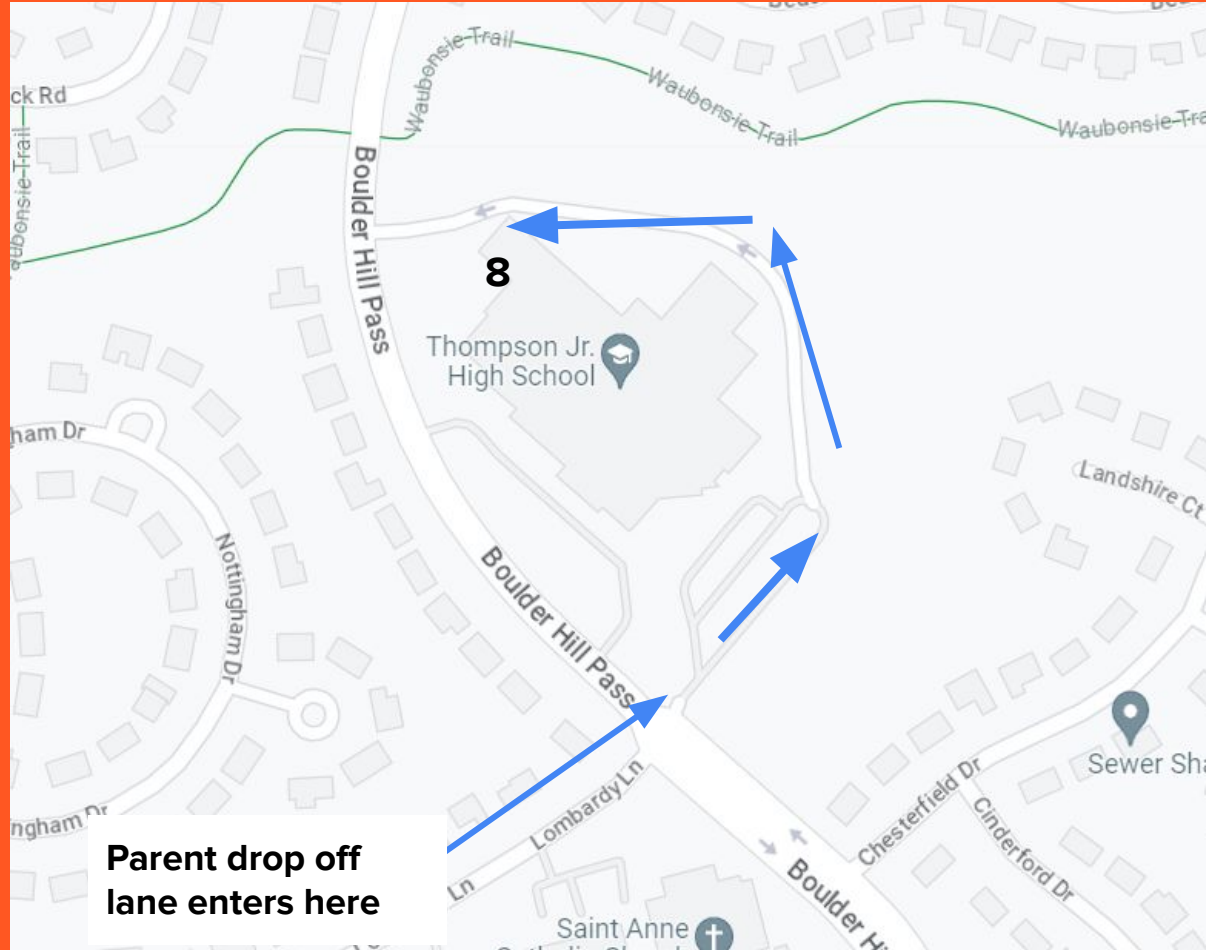 Waubonsie Trail
Waubonsie Trail
Waubonsie Tra
ck Rd
Waubonsie Trail
Boulder Hill Pass
8
Thompson Jr.
High School
ham Dr
Landshire Ct
Nottingham Dr
Boulder Hill Pass
Sewer Sha
Chesterfield Dr
Lombardy Ln
Cinderford Dr
ngham Dr
Parent drop off
lane enters here
Ln
Boulder Hi
Saint Anne